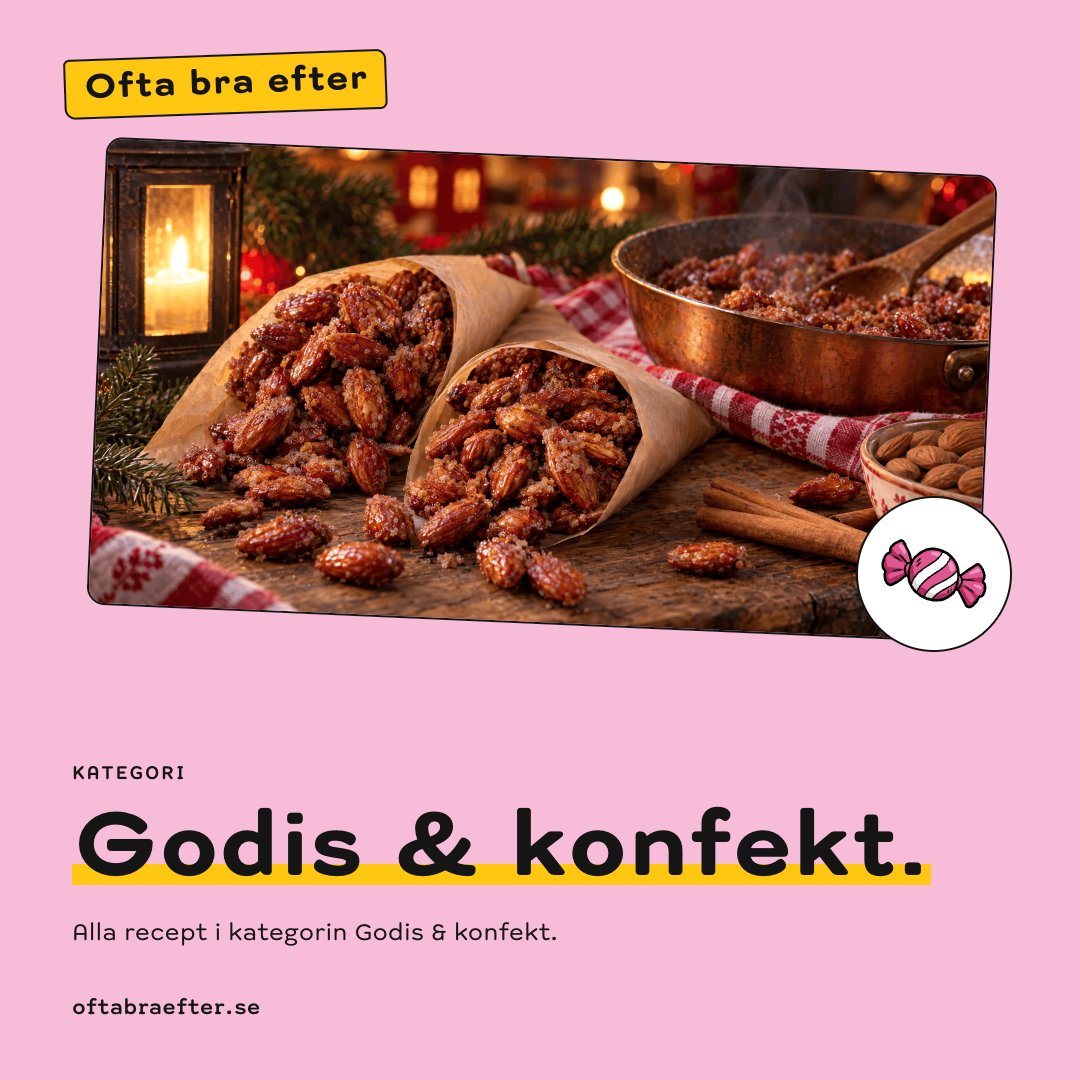 Ofta bra efter
KATEGORI
Godis & konfekt.
Alla recept i kategorin Godis & konfekt.
oftabraefter.se